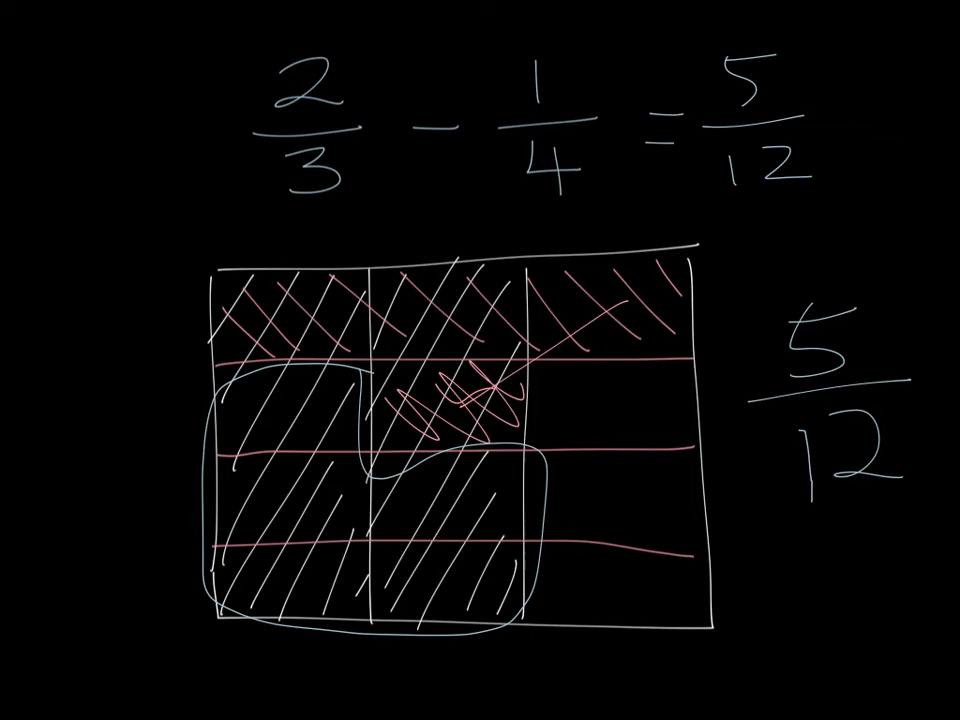 2/3 - 1/4 = 5/12
5/12